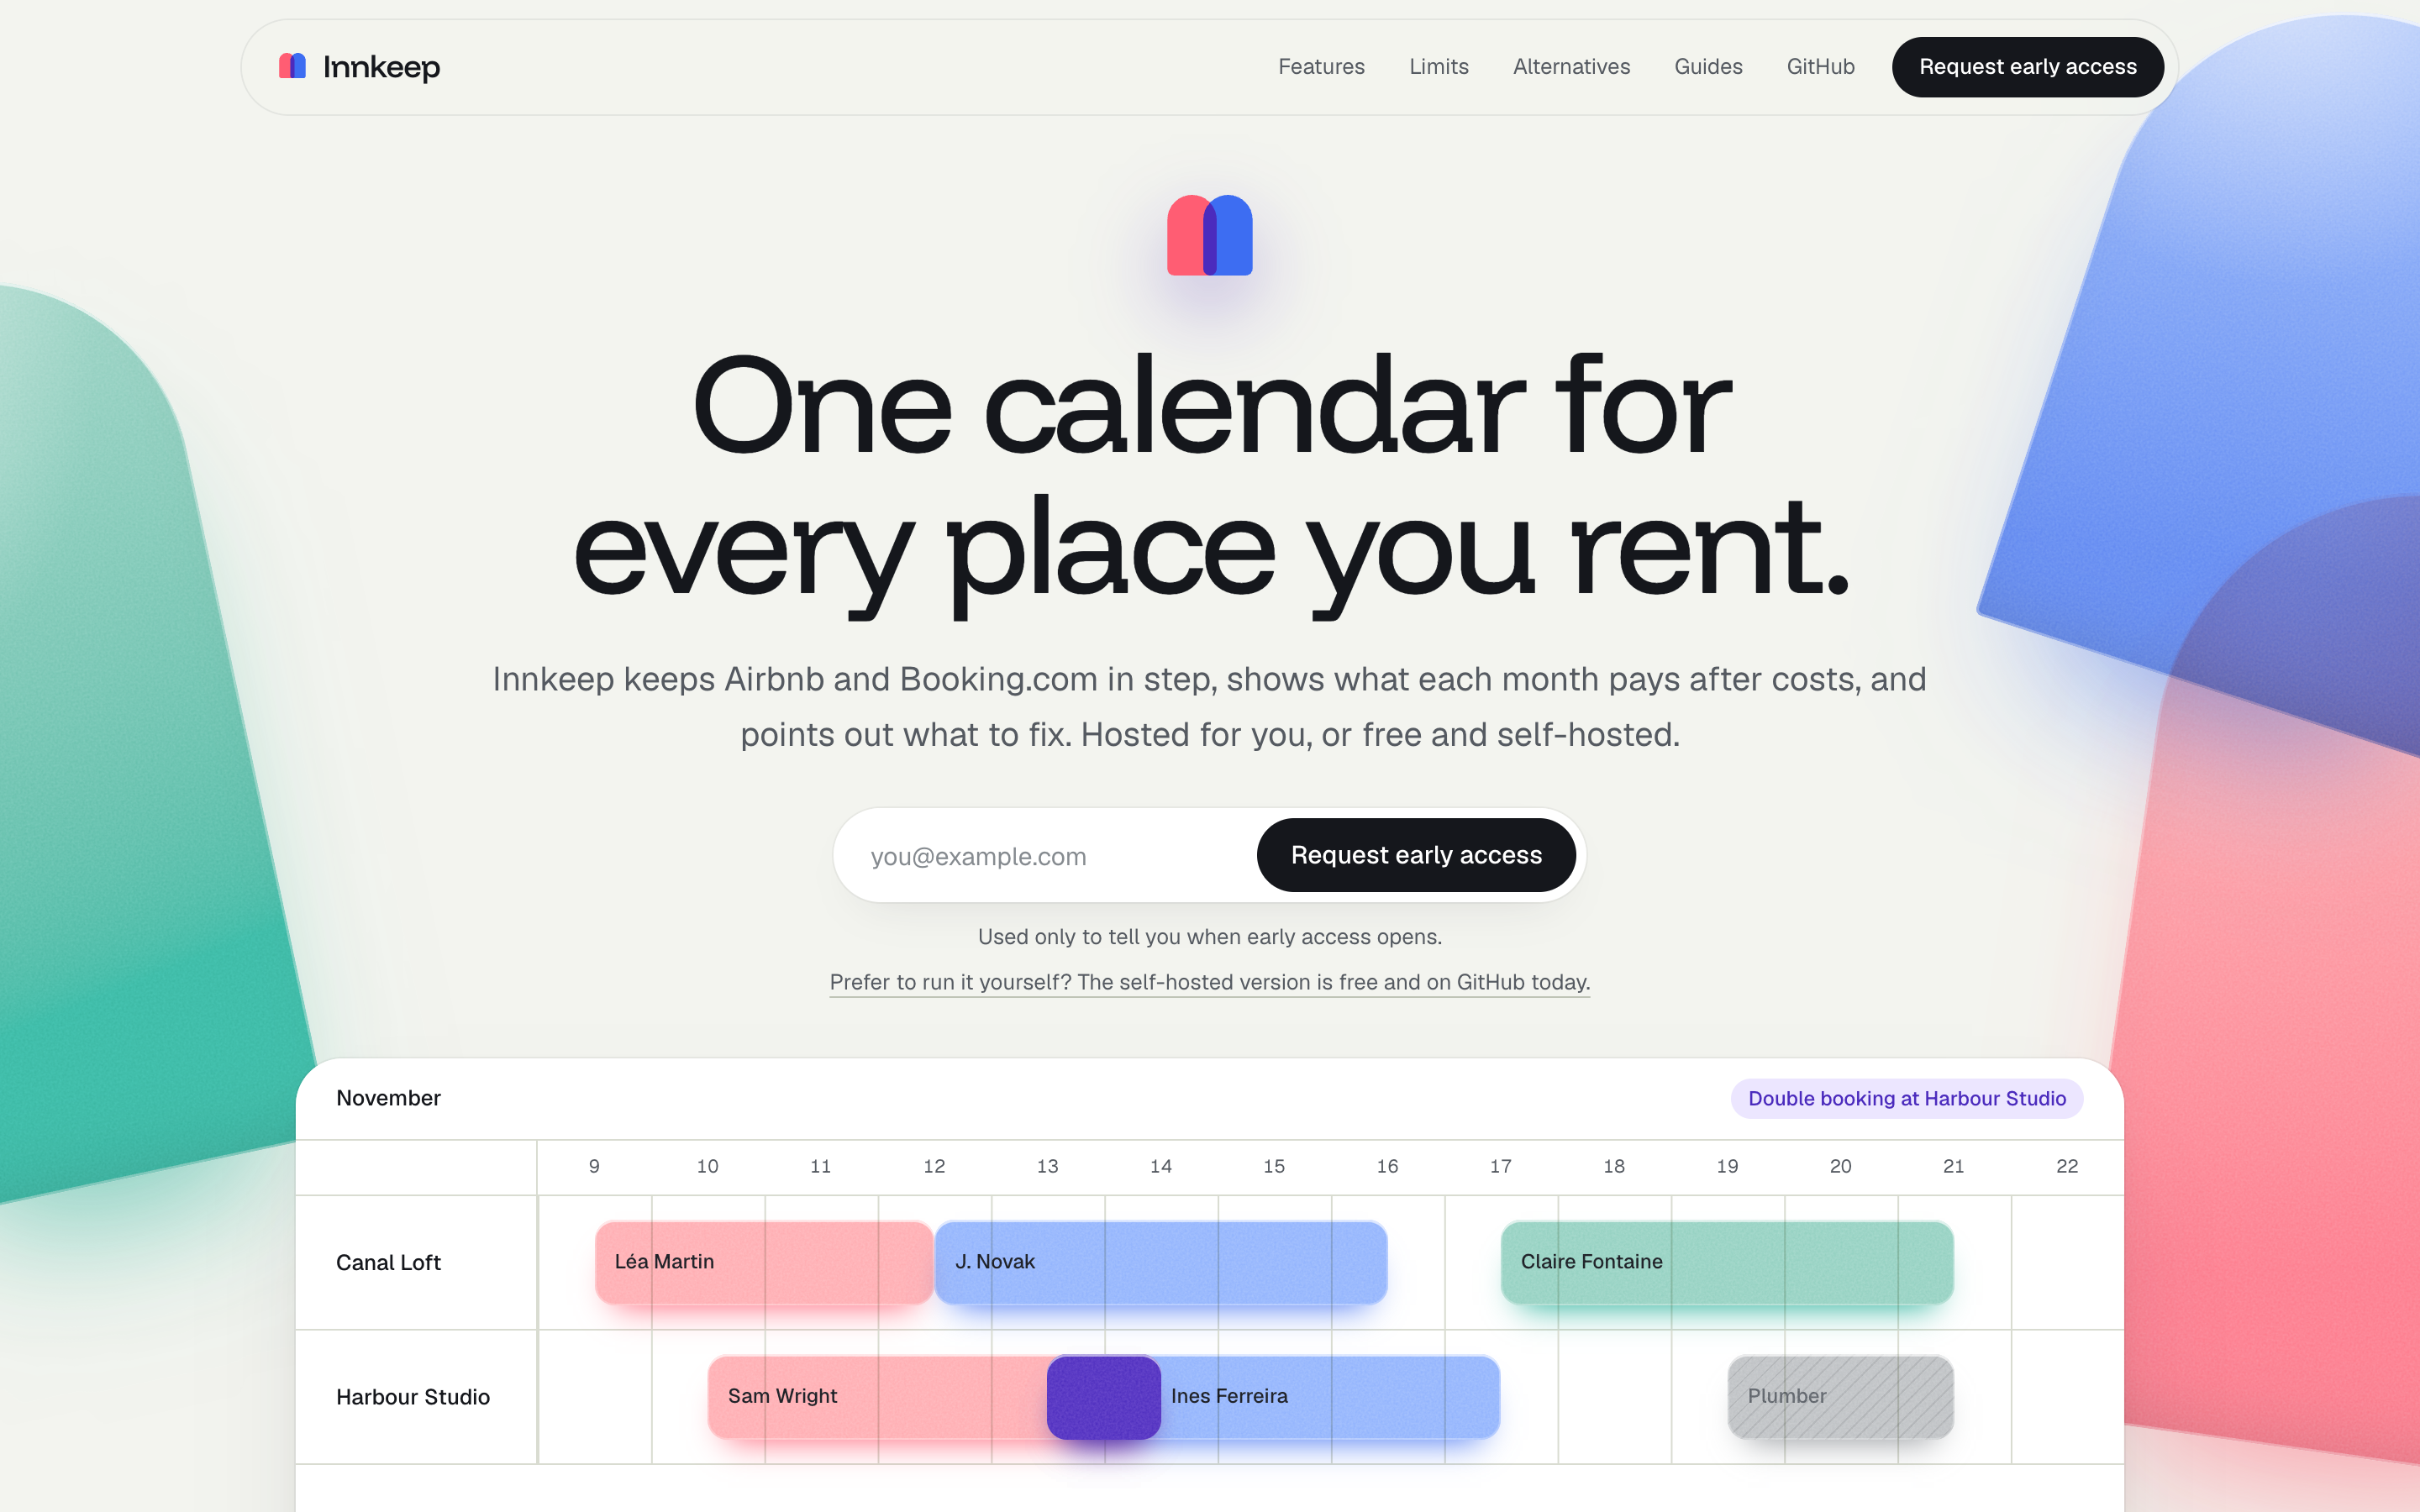 Innkeep
Features Limits Alternatives Guides GitHub Request early access
One calendar for
every place you rent.
Innkeep keeps Airbnb and Booking.com in step, shows what each month pays after costs, and
points out what to fix. Hosted for you, or free and self-hosted.
you@example.com Request early access
Used only to tell you when early access opens.
Prefer to run it yourself? The self-hosted version is free and on GitHub today.
November Double booking at Harbour Studio
9 10 11 12 13 14 15 16 17 18 19 20 21 22
Canal Loft Léa Martin J. Novak Claire Fontaine
Harbour Studio Sam Wright Ines Ferreira Plumber